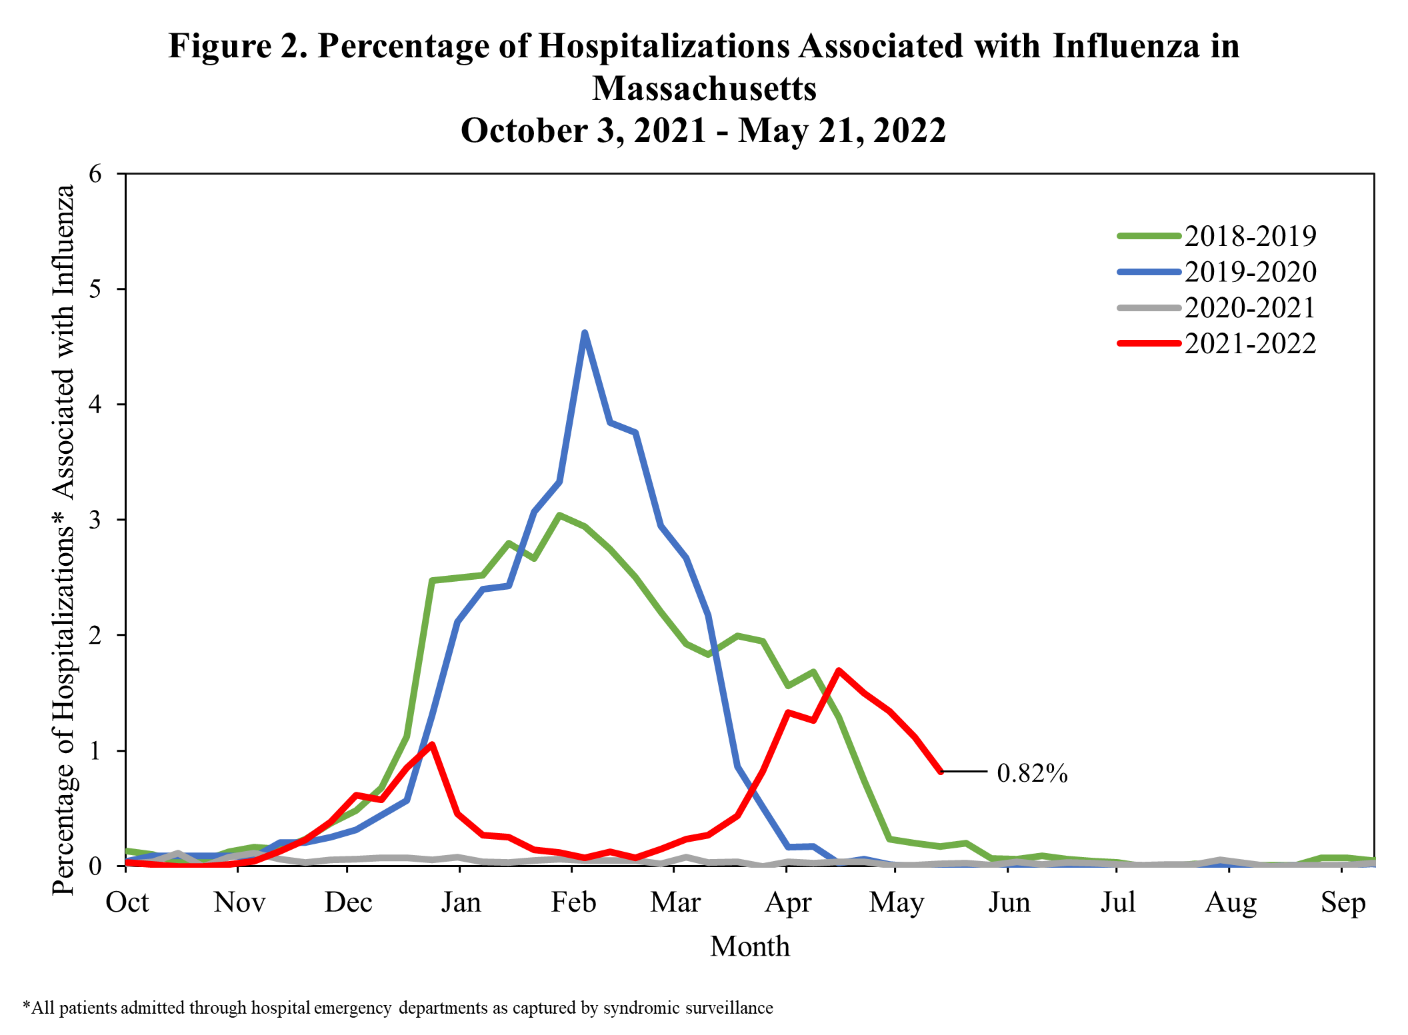 Figure 2. Percentage of Hospitalizations Associated with Influenza in
Massachusetts
October 3, 2021 - May 21, 2022
Percentage of Hospitalizations* Associated with Influenza
6
5
4
3
2
1
0
2018-2019
2019-2020
2020-2021
2021-2022
0.82%
Oct Nov Dec Jan Feb Mar Apr May Jun Jul Aug Sep
Month
*All patients admitted through hospital emergency departments as captured by syndromic surveillance